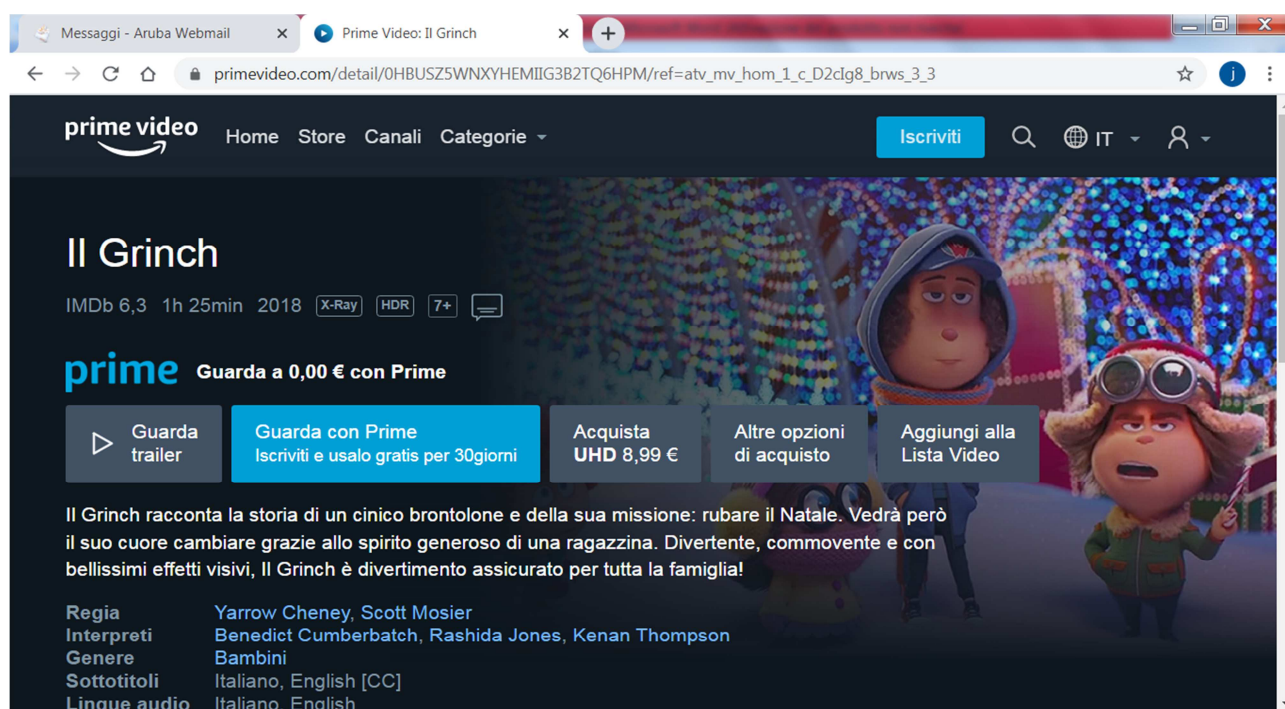 Messaggi - Aruba Webmail
Prime Video: Il Grinch
primevideo.com/detail/0HBUSZ5WNXYHEMIIG3B2TQ6HPM/ref=atv_mv_hom_1_c_D2cIg8_brws_3_3
j
prime video
Home Store Canali Categorie
Iscriviti
IT
Il Grinch
IMDb 6,3 1h 25min 2018 X-Ray HDR 7+
prime Guarda a 0,00 € con Prime
Guarda trailer
Guarda con Prime
Iscriviti e usalo gratis per 30giorni
Acquista
UHD 8,99 €
Altre opzioni
di acquisto
Aggiungi alla
Lista Video
Il Grinch racconta la storia di un cinico brontolone e della sua missione: rubare il Natale. Vedrà però
il suo cuore cambiare grazie allo spirito generoso di una ragazzina. Divertente, commovente e con
bellissimi effetti visivi, Il Grinch è divertimento assicurato per tutta la famiglia!
Regia Yarrow Cheney, Scott Mosier
Interpreti Benedict Cumberbatch, Rashida Jones, Kenan Thompson
Genere Bambini
Sottotitoli Italiano, English [CC]
Lingue audio Italiano, English